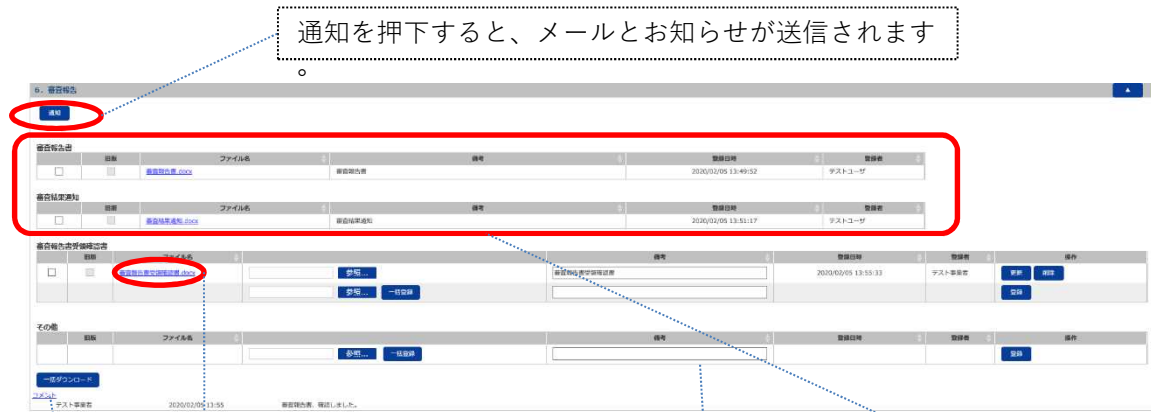 通知を押下すると、メールとお知らせが送信されます
。
6. 審査報告
▲
通知
審査報告書
旧版 ファイル名 備考 登録日時 登録者
審査報告書.docx 審査報告書 2020/02/05 13:49:52 テストユーザ
審査結果通知
旧版 ファイル名 備考 登録日時 登録者
審査結果通知.docx 審査結果通知 2020/02/05 13:51:17 テストユーザ
審査報告書受領確認書
旧版 ファイル名 備考 登録日時 登録者 操作
審査報告書受領確認書.docx 参照... 審査報告書受領確認書 2020/02/05 13:55:33 テスト事業者 更新 削除
参照... 一括登録 登録
その他
旧版 ファイル名 備考 登録日時 登録者 操作
参照... 一括登録 登録
一括ダウンロード
コメント
テスト事業者 2020/02/05 13:55 審査報告書、確認しました。